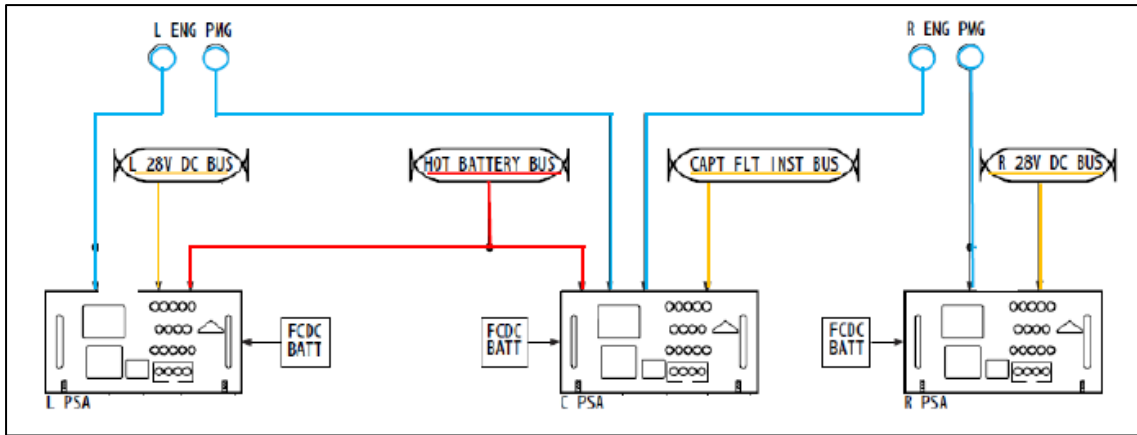 L ENG PMG
R ENG PMG
L 28V DC BUS
HOT BATTERY BUS
CAPT FLT INST BUS
R 28V DC BUS
FCDC
BATT
FCDC
BATT
FCDC
BATT
L PSA
C PSA
R PSA